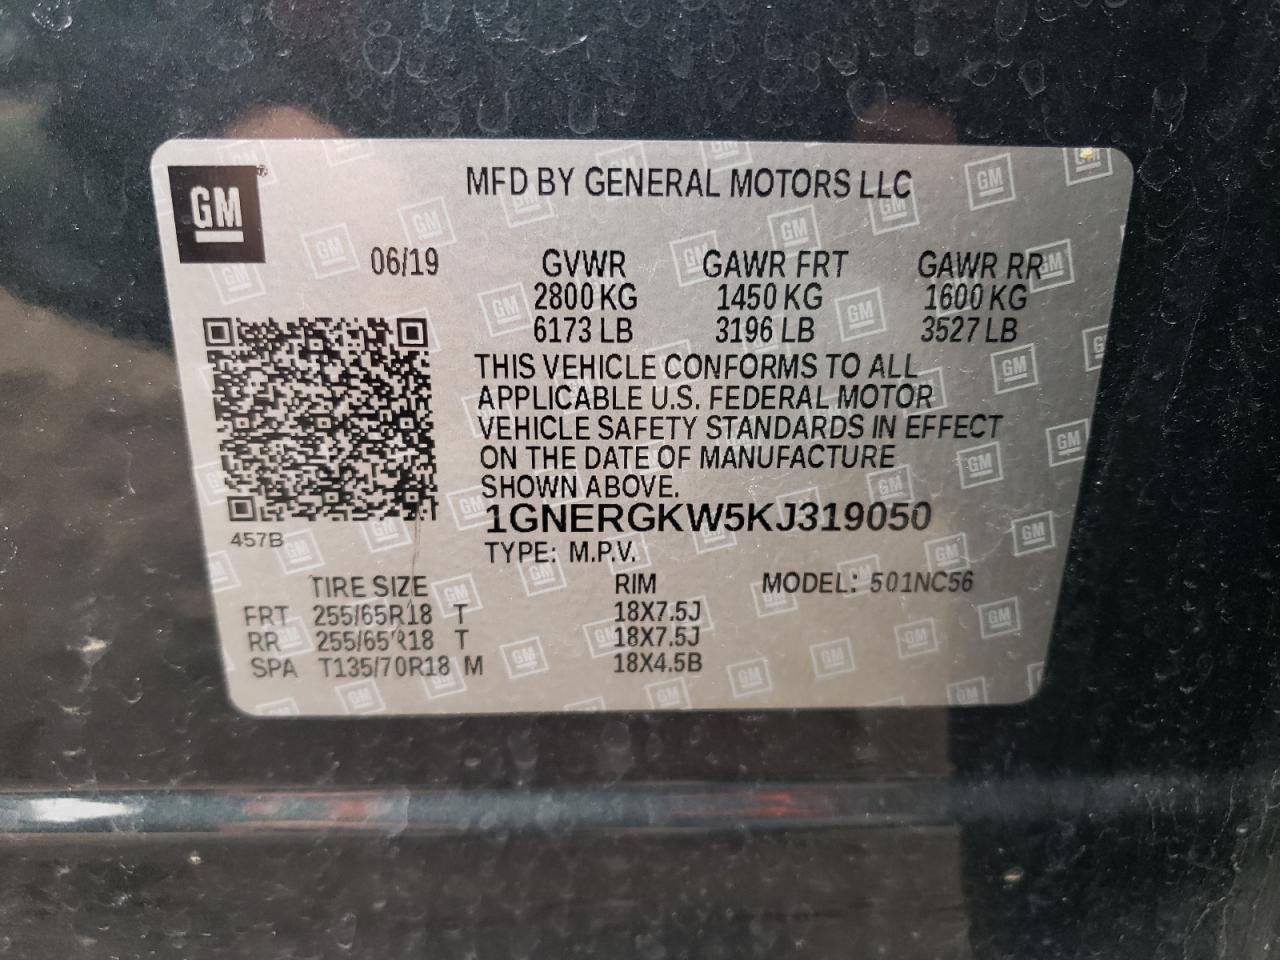 GM
MFD BY GENERAL MOTORS LLC
06/19
GVWR GAWR FRT GAWR RR
2800 KG 1450 KG 1600 KG
6173 LB 3196 LB 3527 LB
THIS VEHICLE CONFORMS TO ALL
APPLICABLE U.S. FEDERAL MOTOR
VEHICLE SAFETY STANDARDS IN EFFECT
ON THE DATE OF MANUFACTURE
SHOWN ABOVE.
1GNERGKW5KJ319050
457B
TYPE: M.P.V.
TIRE SIZE RIM MODEL: 501NC56
FRT 255/65R18 T 18X7.5J
RR 255/65R18 T 18X7.5J
SPA T135/70R18 M 18X4.5B